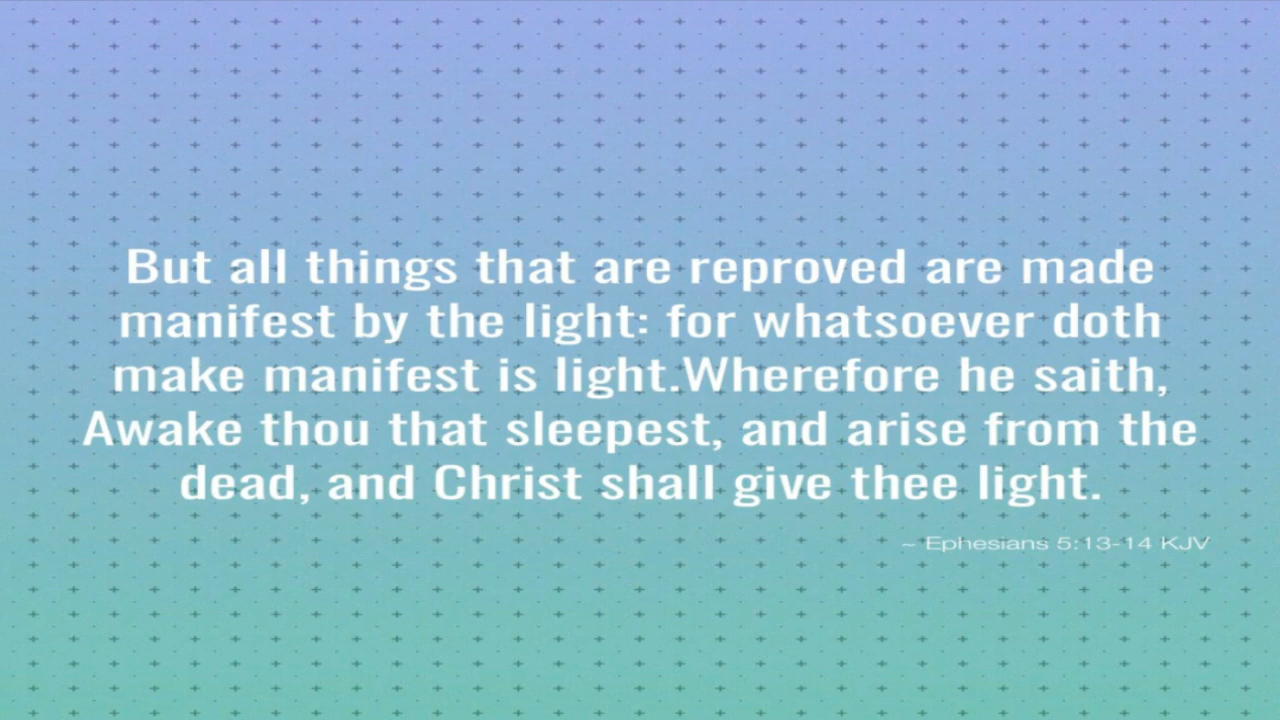 But all things that are reproved are made
manifest by the light: for whatsoever doth
make manifest is light.Wherefore he saith,
Awake thou that sleepest, and arise from the
dead, and Christ shall give thee light.
~ Ephesians 5:13-14 KJV